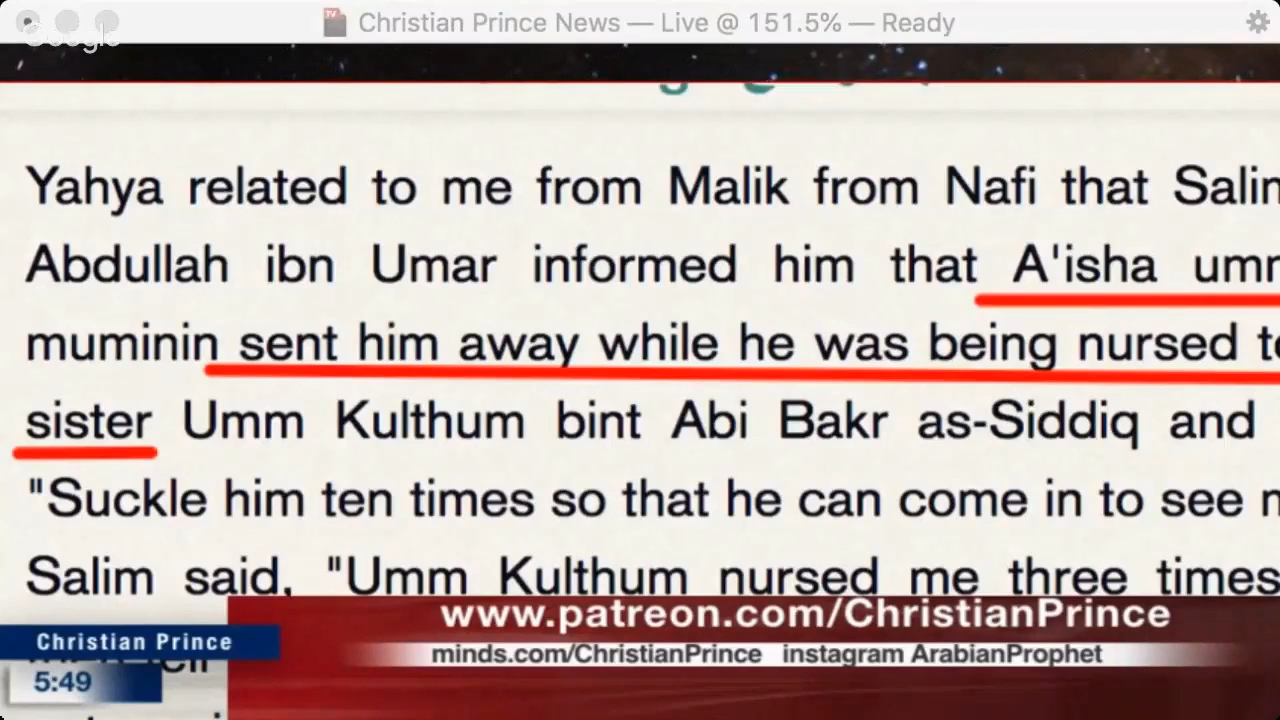 Christian Prince News — Live @ 151.5% — Ready
Google
Yahya related to me from Malik from Nafi that Salim
Abdullah ibn Umar informed him that A'isha umm
muminin sent him away while he was being nursed to
sister Umm Kulthum bint Abi Bakr as-Siddiq and
"Suckle him ten times so that he can come in to see
Salim said, "Umm Kulthum nursed me three times
www.patreon.com/ChristianPrince
Christian Prince
minds.com/ChristianPrince instagram ArabianProphet
5:49